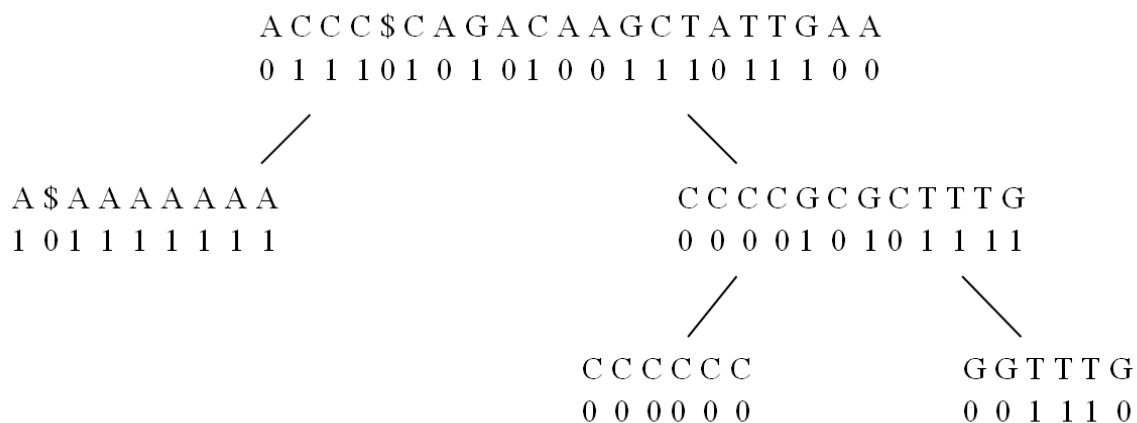 A C C C $ C A G A C A A G C T A T T G A A
0 1 1 1 0 1 0 1 0 1 0 0 1 1 1 0 1 1 1 0 0
A $ A A A A A A A
1 0 1 1 1 1 1 1 1
C C C C G C G C T T T G
0 0 0 0 1 0 1 0 1 1 1 1
C C C C C C
0 0 0 0 0 0
G G T T T G
0 0 1 1 1 0